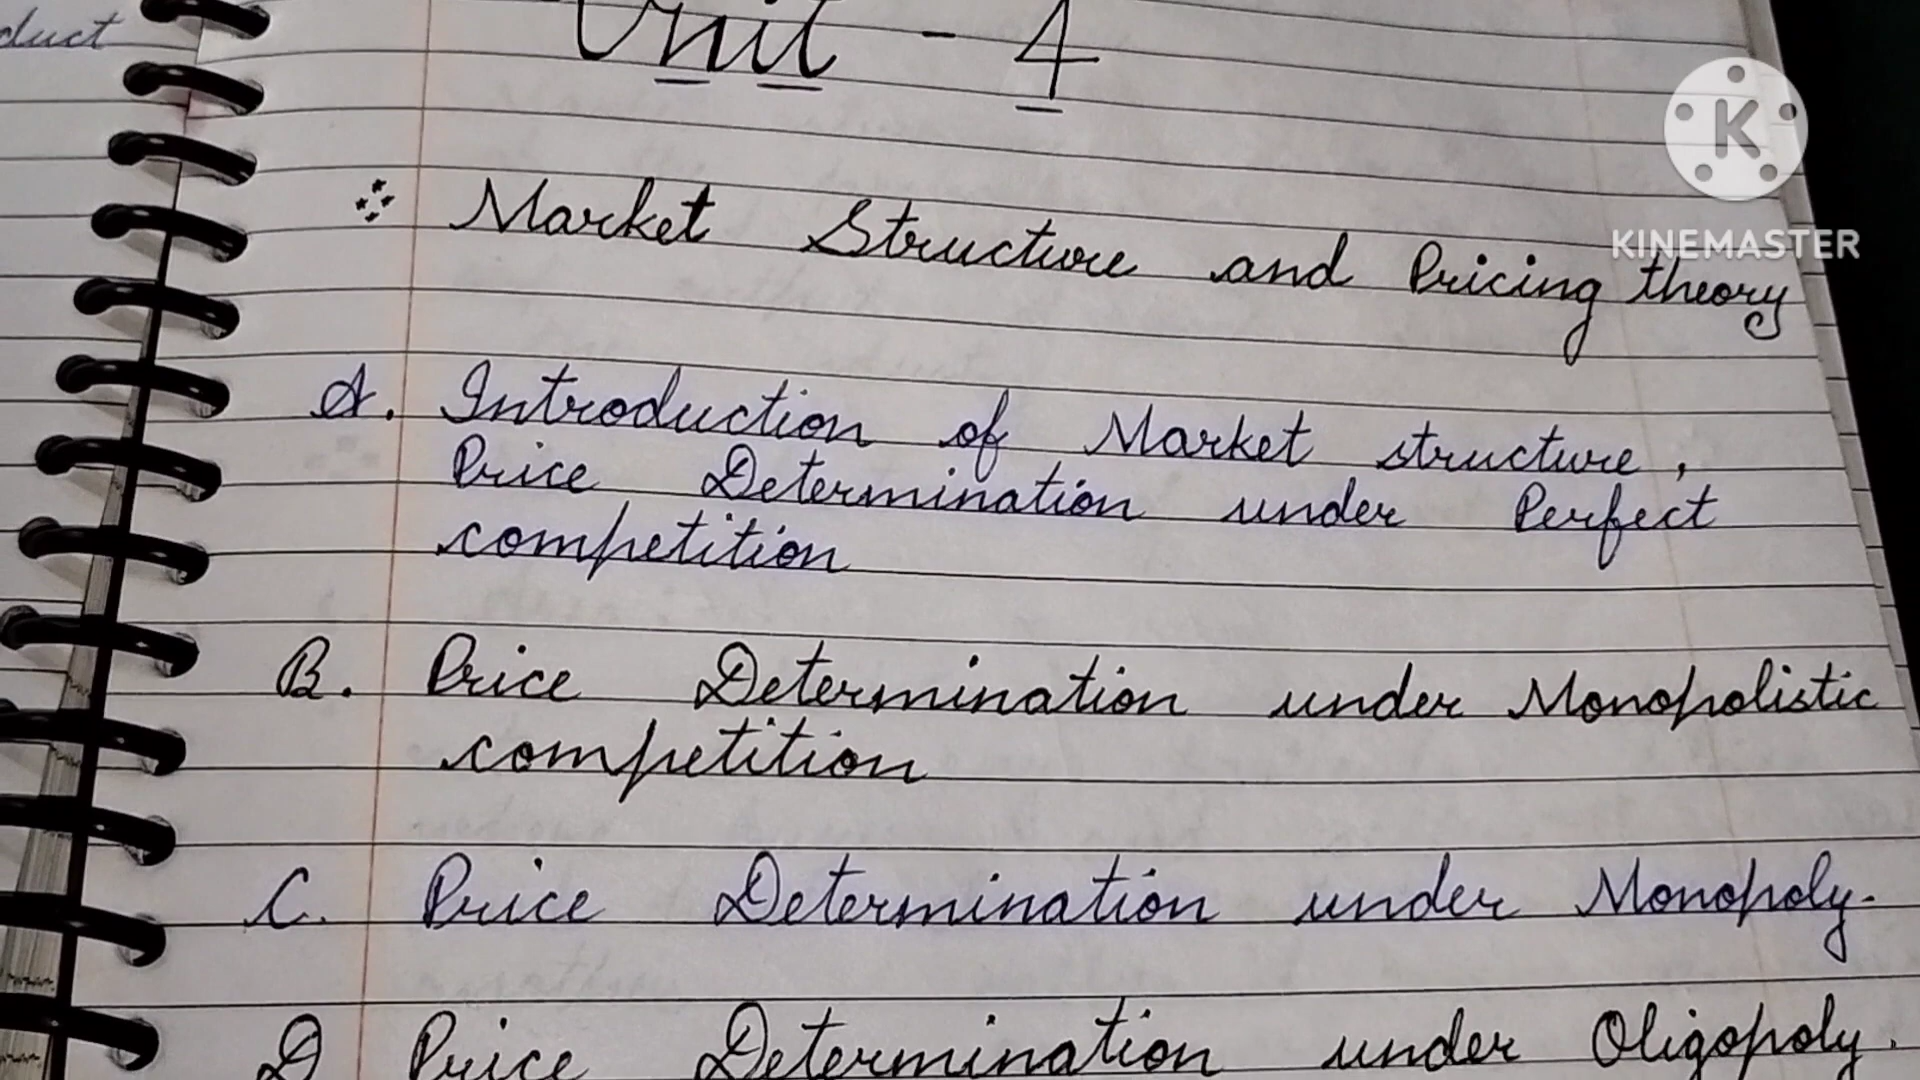 duct
Unit - 4
Market Structure and Pricing theory
A. Introduction of Market structure,
Price Determination under Perfect
competition
B. Price Determination under Monopolistic
competition
C. Price Determination under Monopoly.
D Price Determination under Oligopoly.
K
KINEMASTER